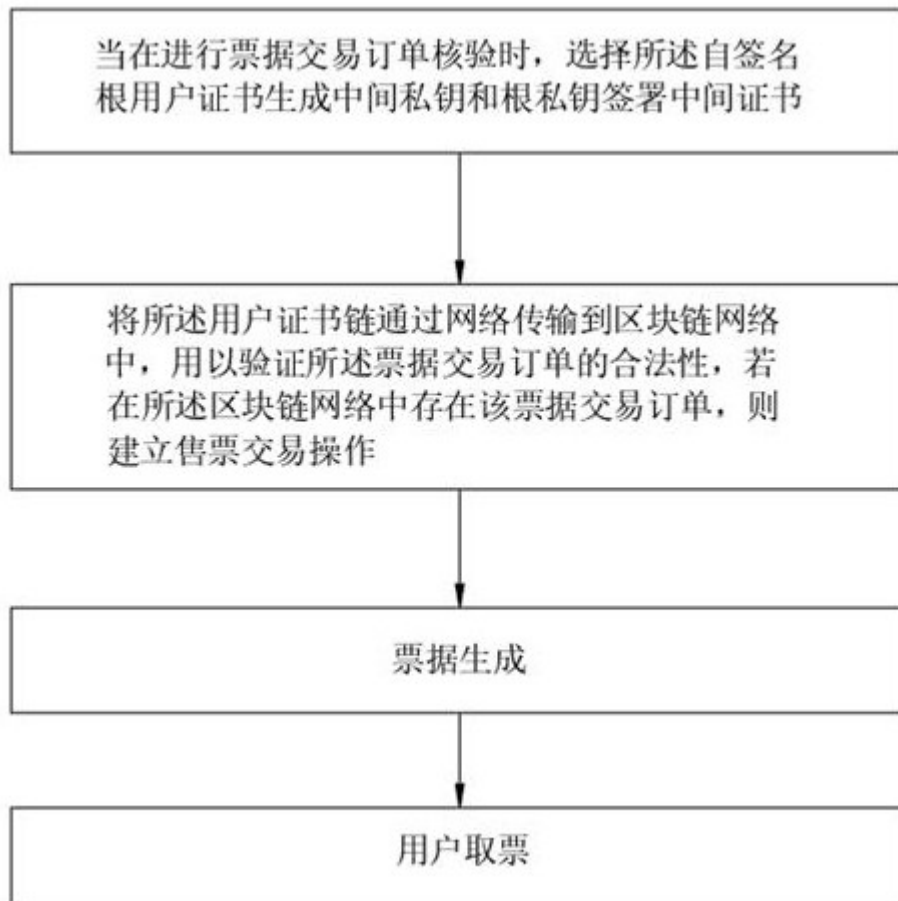 当在进行票据交易订单核验时，选择所述自签名
根用户证书生成中间私钥和根私钥签署中间证书
将所述用户证书链通过网络传输到区块链网络
中，用以验证所述票据交易订单的合法性，若
在所述区块链网络中存在该票据交易订单，则
建立售票交易操作
票据生成
用户取票